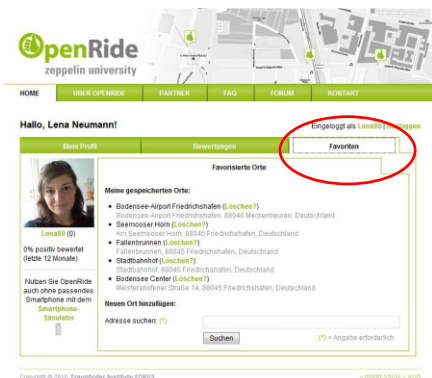 OpenRide
zeppelin university
HOME ÜBER OPENRIDE PARTNER FAQ FORUM KONTAKT
Hallo, Lena Neumann!
Eingeloggt als Lena89 |
Mein Profil Bewertungen Favoriten
Favorisierte Orte
Meine gespeicherten Orte:
Bodensee-Airport Friedrichshafen (Löschen?)
Bodensee-Airport Friedrichshafen, 88046 Meckenbeuren, Deutschland
Seemooser Horn (Löschen?)
Am Seemooser Horn, 88045 Friedrichshafen, Deutschland
Fallenbrunnen (Löschen?)
Fallenbrunnen, 88045 Friedrichshafen, Deutschland
Stadtbahnhof (Löschen?)
Stadtbahnhof, 88045 Friedrichshafen, Deutschland
Bodensee Center (Löschen?)
Meistershofener Straße 14, 88045 Friedrichshafen, Deutschland
Lena89 (0)
0% positiv bewertet
(letzte 12 Monate)
Nutzen Sie OpenRide
auch ohne passendes
Smartphone mit dem
Smartphone-
Simulator
Neuen Ort hinzufügen:
Adresse suchen: (*)
Suchen
(*) = Angabe erforderlich
Copyright © 2010 Fraunhofer Institute FOKUS
IMPRESSUM AGB